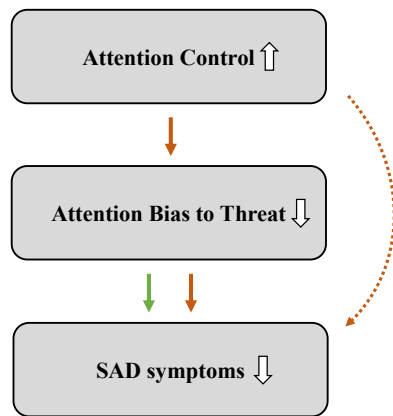 Attention Control
Attention Bias to Threat
SAD symptoms